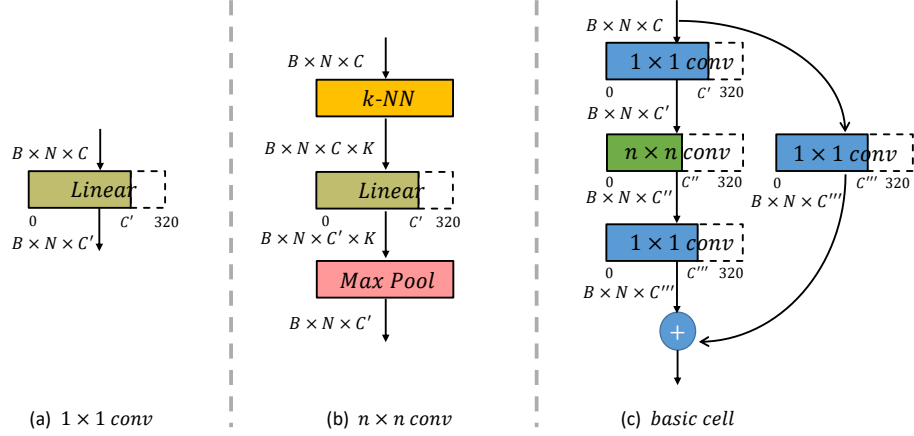 B × N × C
Linear
0 C′ 320
B × N × C′
(a) 1 × 1 conv
B × N × C
k-NN
B × N × C × K
Linear
0 C′ 320
B × N × C′ × K
Max Pool
B × N × C′
(b) n × n conv
B × N × C
1 × 1 conv
0 C′ 320
B × N × C′
n × n conv
0 C′′ 320
B × N × C′′
1 × 1 conv
0 C′′′ 320
B × N × C′′′
1 × 1 conv
0 C′′′ 320
B × N × C′′′
+
(c) basic cell